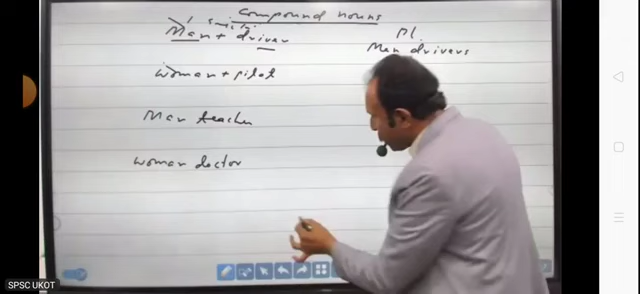 compound nouns
Man + driver
Pl.
Men drivers
woman + pilot
Man teacher
woman doctor
SPSC UKOT